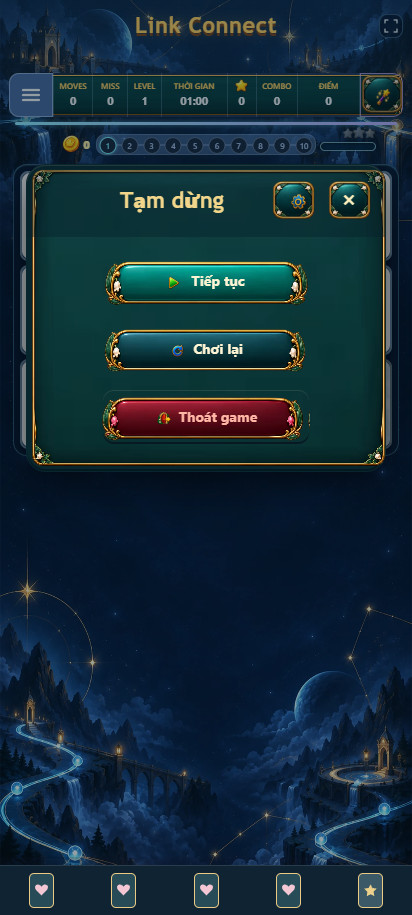 Link Connect
MOVES MISS LEVEL THỜI GIAN COMBO ĐIỂM
0 0 1 01:00 0 0 0
0 1 2 3 4 5 6 7 8 9 10
Tạm dừng
Tiếp tục
Chơi lại
Thoát game